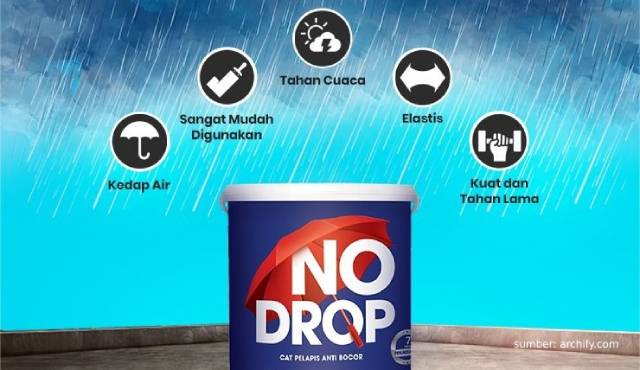 Tahan Cuaca
Sangat Mudah
Digunakan
Elastis
Kedap Air
Kuat dan
Tahan Lama
NO
DROP
CAT PELAPIS ANTI BOCOR
7
sumber: archify.com